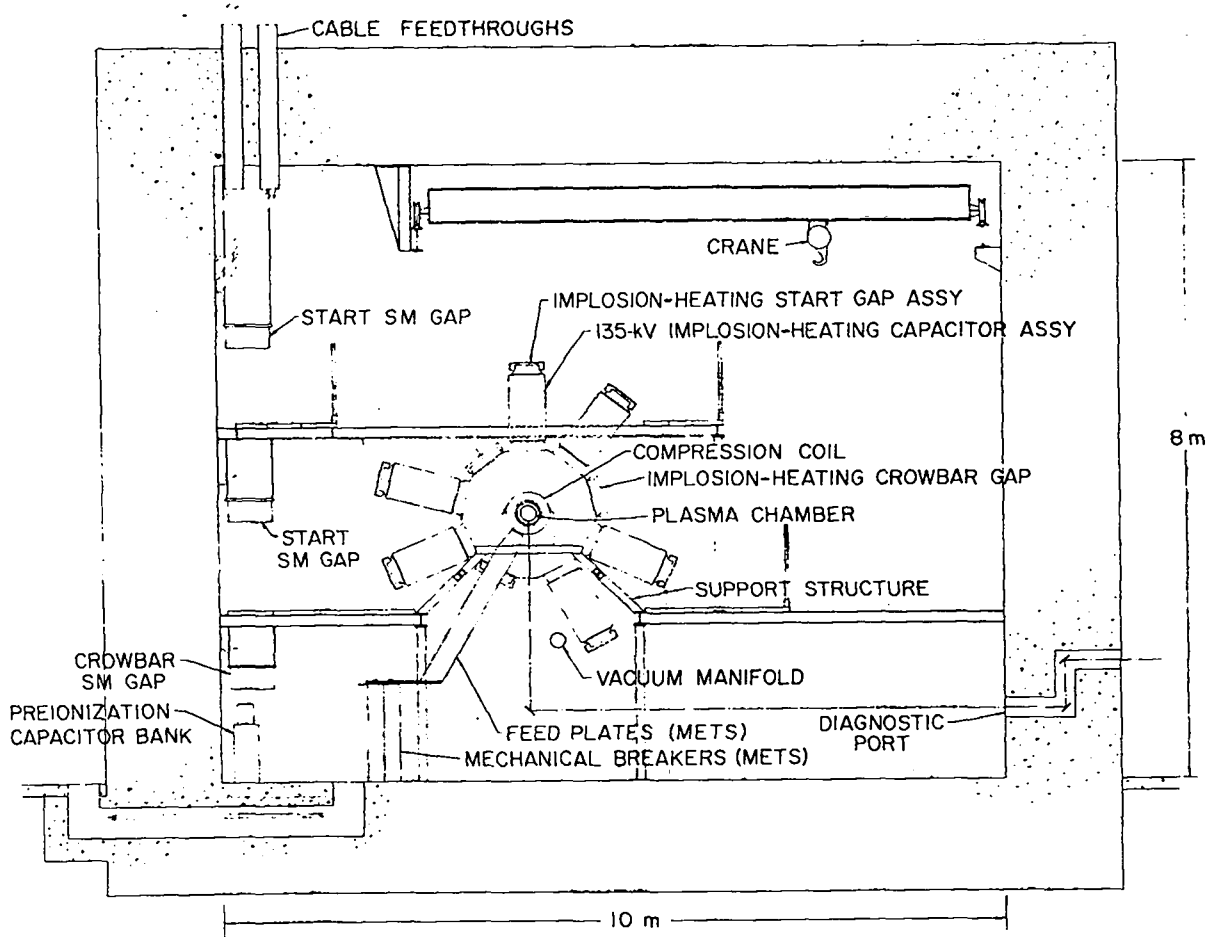 CABLE FEEDTHROUGHS
CRANE
IMPLOSION-HEATING START GAP ASSY
START SM GAP
135-kV IMPLOSION-HEATING CAPACITOR ASSY
8 m
COMPRESSION COIL
IMPLOSION-HEATING CROWBAR GAP
PLASMA CHAMBER
START
SM GAP
SUPPORT STRUCTURE
CROWBAR
SM GAP
VACUUM MANIFOLD
PREIONIZATION
CAPACITOR BANK
FEED PLATES (METS)
DIAGNOSTIC
PORT
MECHANICAL BREAKERS (METS)
10 m